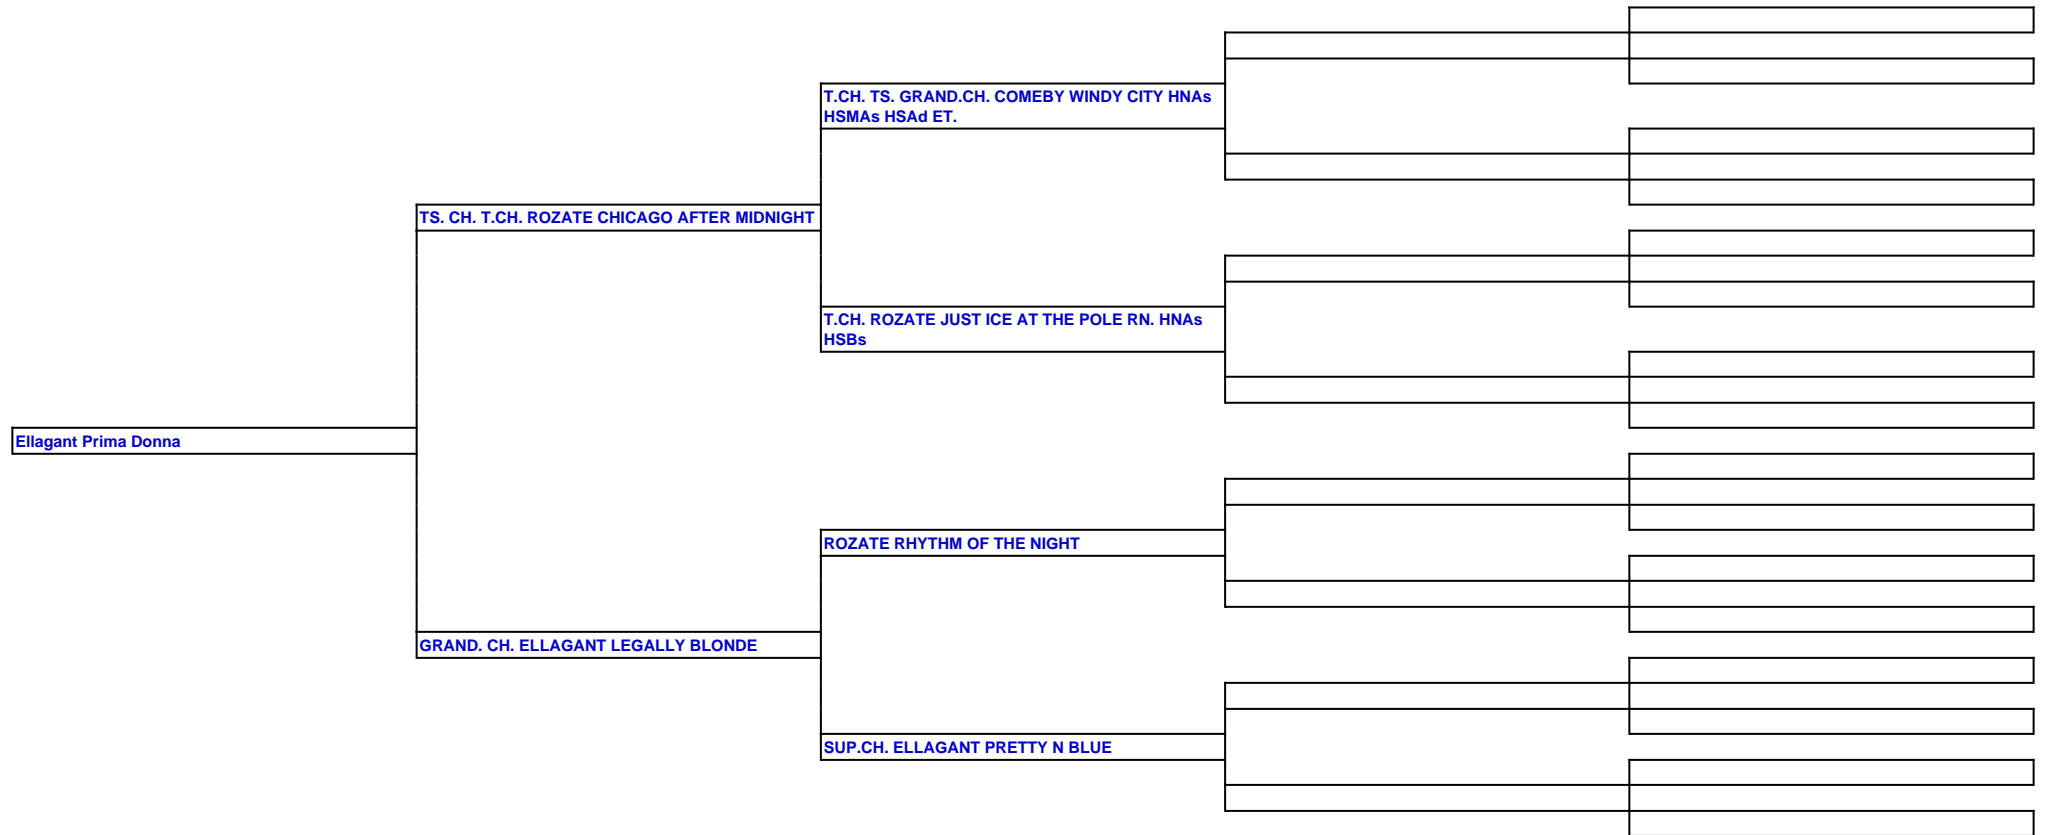 T.CH. TS. GRAND.CH. COMEBY WINDY CITY HNAs
HSMAs HSAd ET.
TS. CH. T.CH. ROZATE CHICAGO AFTER MIDNIGHT
T.CH. ROZATE JUST ICE AT THE POLE RN. HNAs
HSBs
Ellagant Prima Donna
ROZATE RHYTHM OF THE NIGHT
GRAND. CH. ELLAGANT LEGALLY BLONDE
SUP.CH. ELLAGANT PRETTY N BLUE